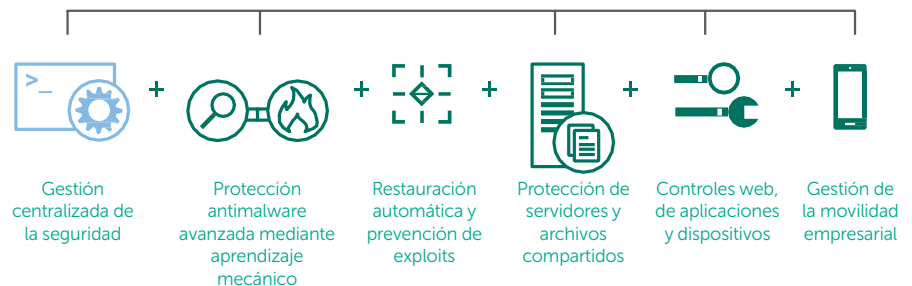 >_
Gestión
centralizada de
la seguridad
Protección
antimalware
avanzada mediante
aprendizaje
mecánico
Restauración
automática y
prevención de
exploits
Protección de
servidores y
archivos
compartidos
Controles web,
de aplicaciones
y dispositivos
Gestión de
la movilidad
empresarial